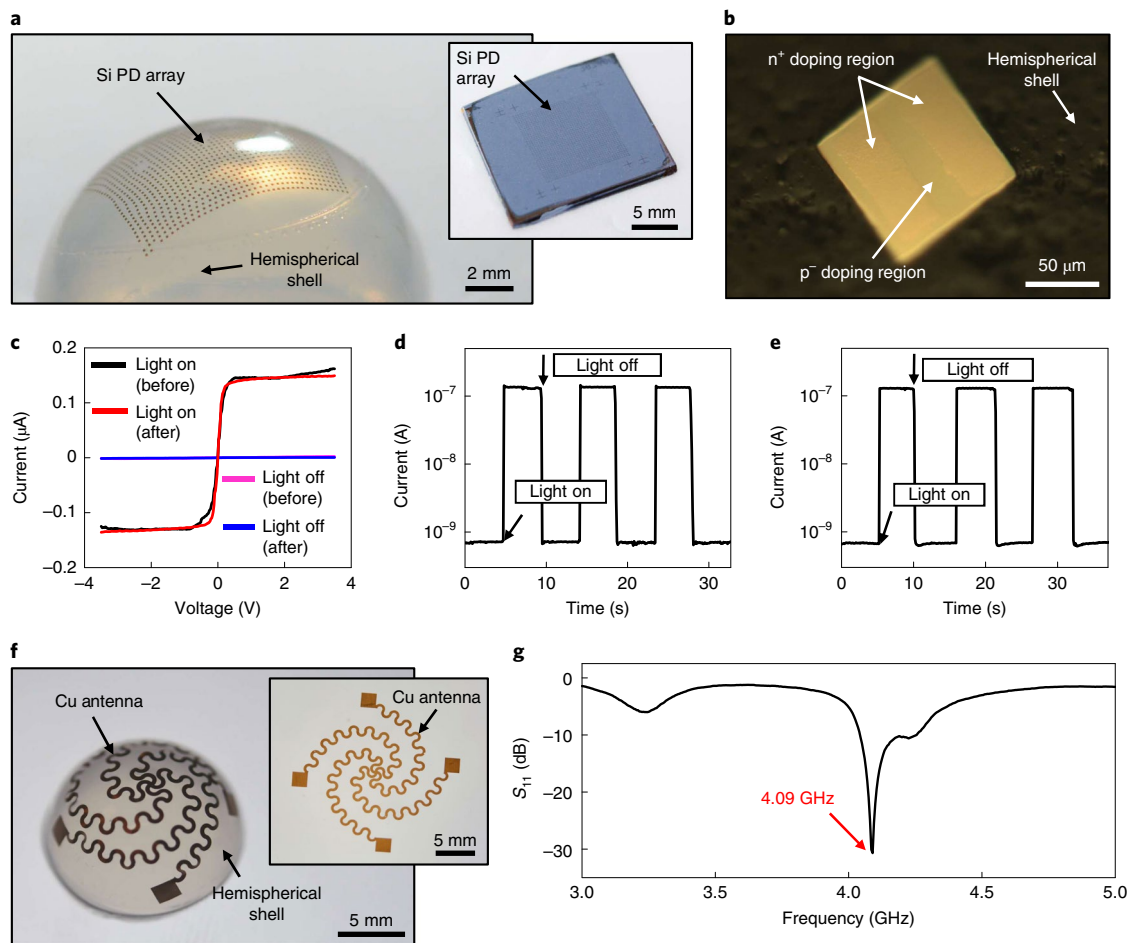 a
Si PD
array
Hemispherical
shell
2 mm
Si PD
array
5 mm
b
n⁺ doping region
Hemispherical
shell
p⁻ doping region
50 μm
c
0.2
0.1
0
–0.1
–0.2
Current (μA)
Light on
(before)
Light on
(after)
Light off
(before)
Light off
(after)
–4
–2
0
2
4
Voltage (V)
d
10⁻⁷
10⁻⁸
10⁻⁹
Current (A)
Light off
Light on
0
10
20
30
Time (s)
e
10⁻⁷
10⁻⁸
10⁻⁹
Current (A)
Light off
Light on
0
10
20
30
Time (s)
f
Cu antenna
Hemispherical
shell
5 mm
Cu antenna
5 mm
g
0
–10
–20
–30
S₁₁ (dB)
4.09 GHz
3.0
3.5
4.0
4.5
5.0
Frequency (GHz)